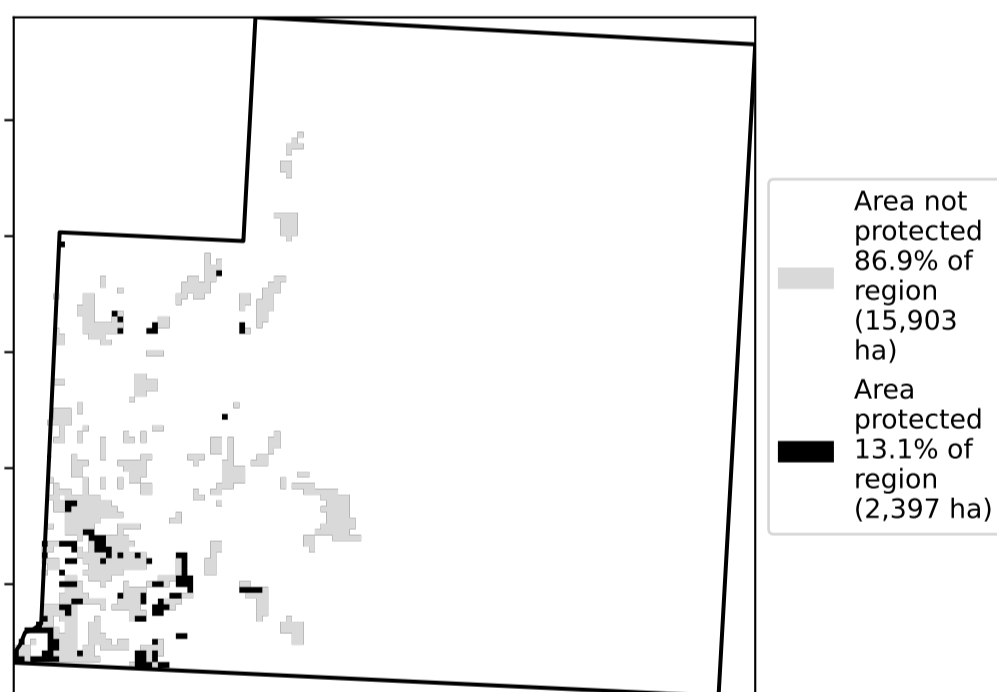 Area not
protected
86.9% of
region
(15,903
ha)
Area
protected
13.1% of
region
(2,397 ha)